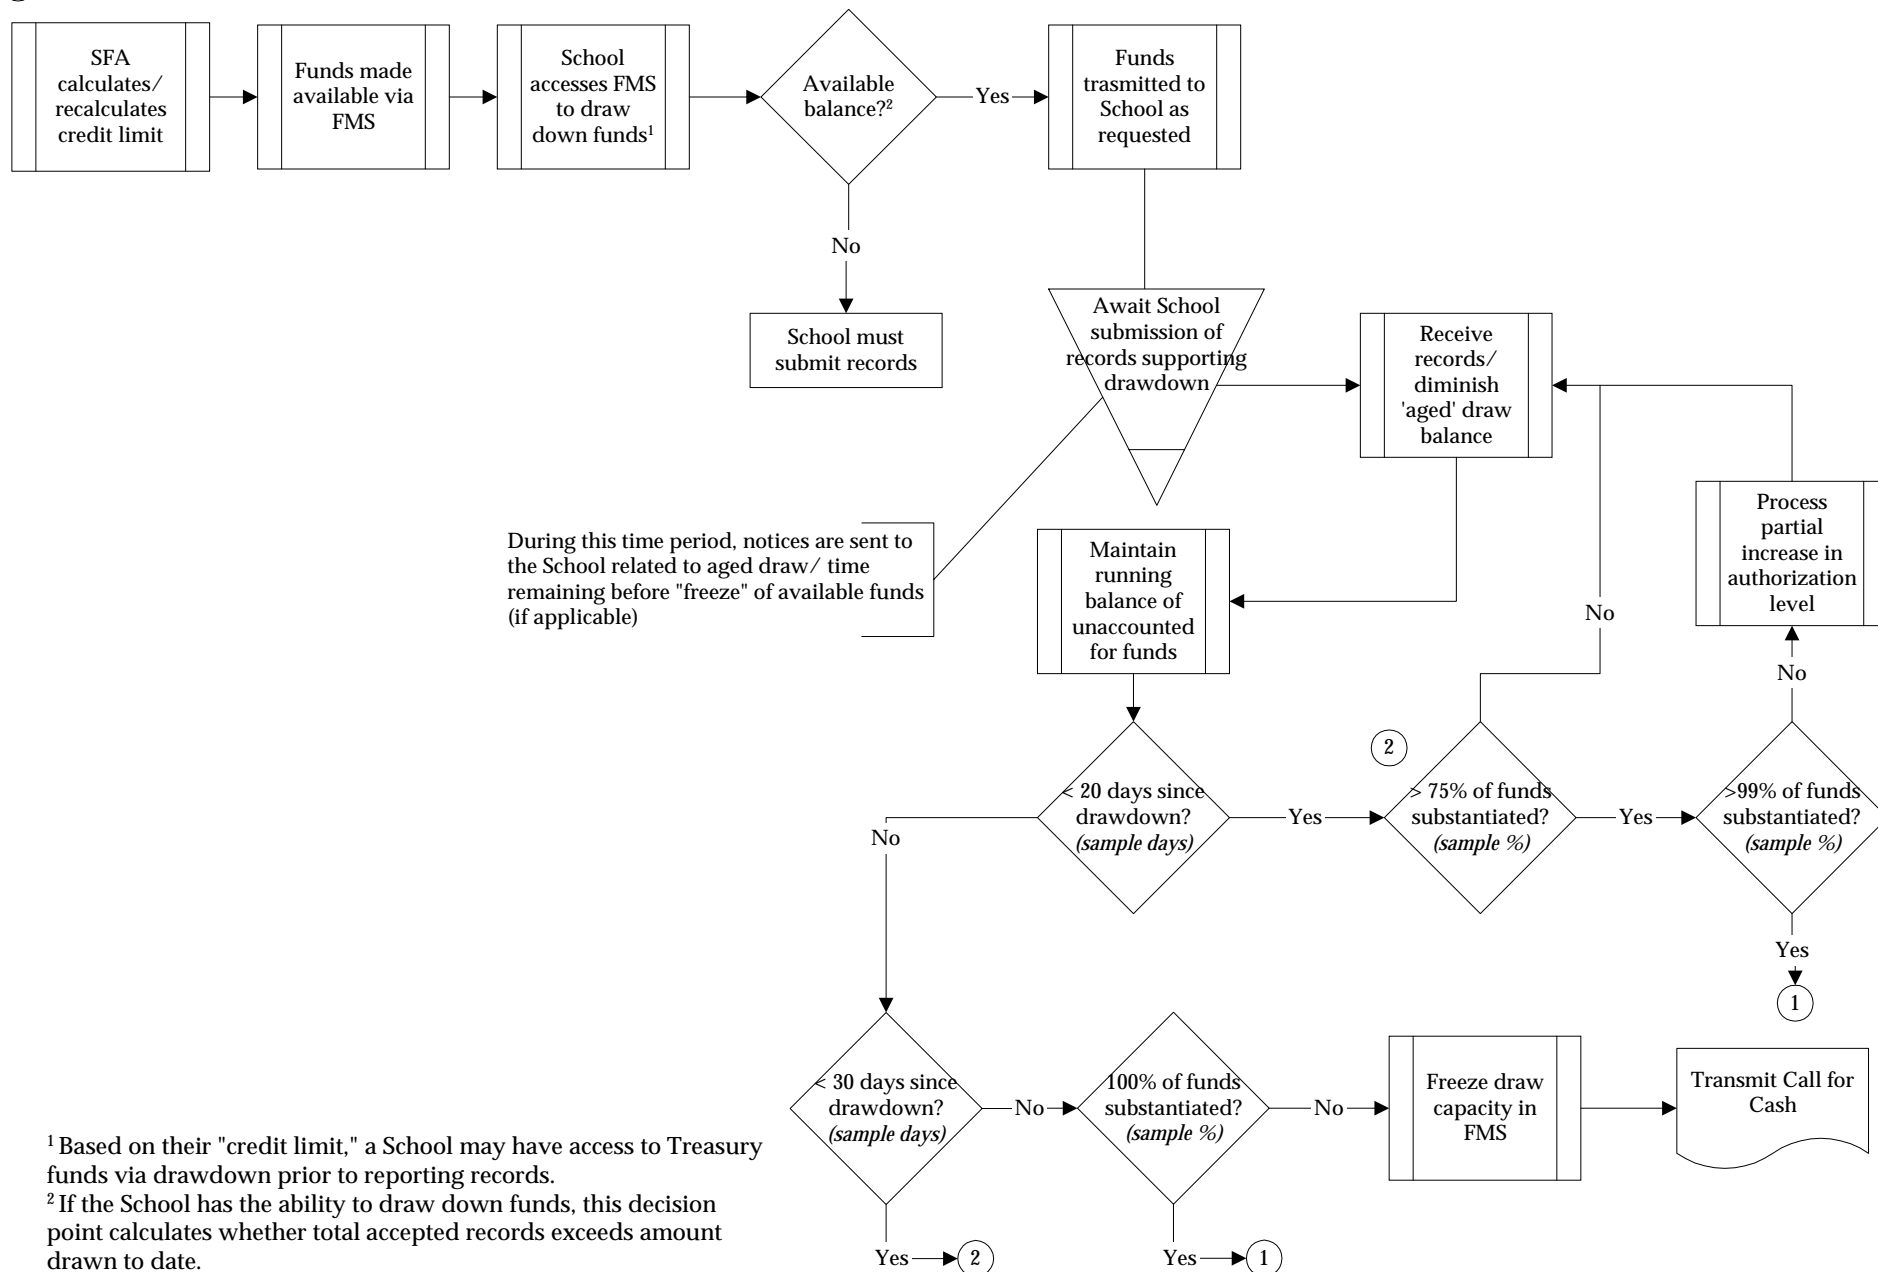 SFA
calculates/
recalculates
credit limit
Funds made
available via
FMS
School
accesses FMS
to draw
down funds¹
Available
balance?²
Yes
Funds
trasmitted to
School as
requested
No
School must
submit records
Await School
submission of
records supporting
drawdown
Receive
records/
diminish
'aged' draw
balance
Process
partial
increase in
authorization
level
During this time period, notices are sent to
the School related to aged draw/ time
remaining before "freeze" of available funds
(if applicable)
Maintain
running
balance of
unaccounted
for funds
No
No
2
< 20 days since
drawdown?
(sample days)
Yes
> 75% of funds
substantiated?
(sample %)
Yes
>99% of funds
substantiated?
(sample %)
No
Yes
1
< 30 days since
drawdown?
(sample days)
No
100% of funds
substantiated?
(sample %)
No
Freeze draw
capacity in
FMS
Transmit Call for
Cash
Yes
2
Yes
1
¹ Based on their "credit limit," a School may have access to Treasury
funds via drawdown prior to reporting records.
² If the School has the ability to draw down funds, this decision
point calculates whether total accepted records exceeds amount
drawn to date.